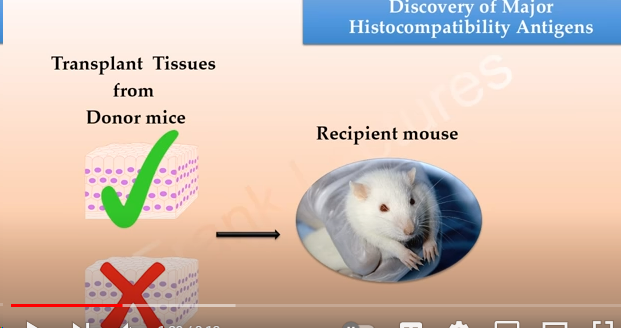 Discovery of Major
Histocompatibility Antigens
Transplant Tissues
from
Donor mice
Recipient mouse